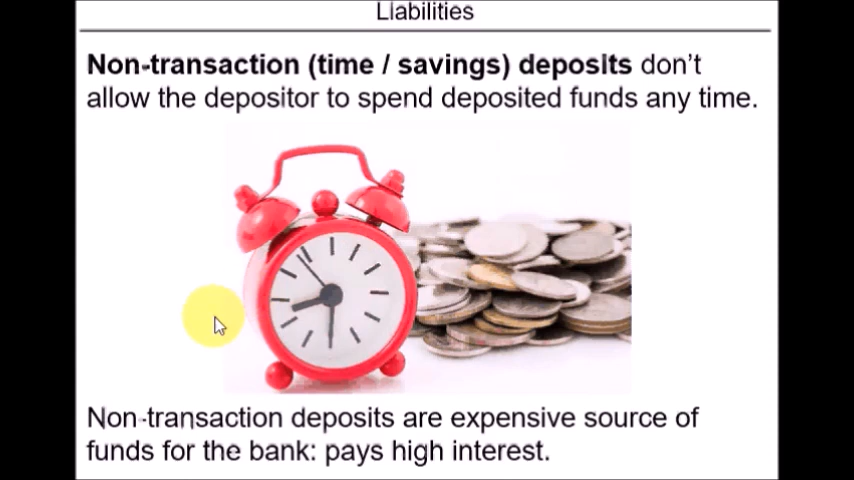 Liabilities
Non-transaction (time / savings) deposits don't
allow the depositor to spend deposited funds any time.
Non-transaction deposits are expensive source of
funds for the bank: pays high interest.